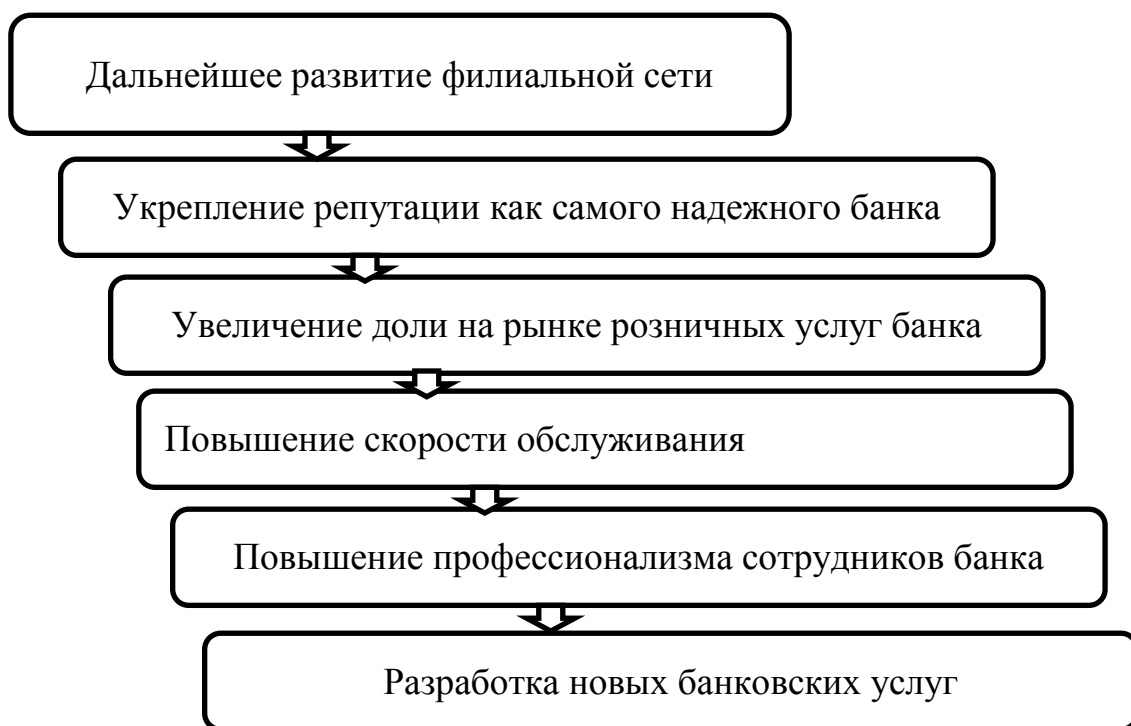 Дальнейшее развитие филиальной сети
Укрепление репутации как самого надежного банка
Увеличение доли на рынке розничных услуг банка
Повышение скорости обслуживания
Повышение профессионализма сотрудников банка
Разработка новых банковских услуг